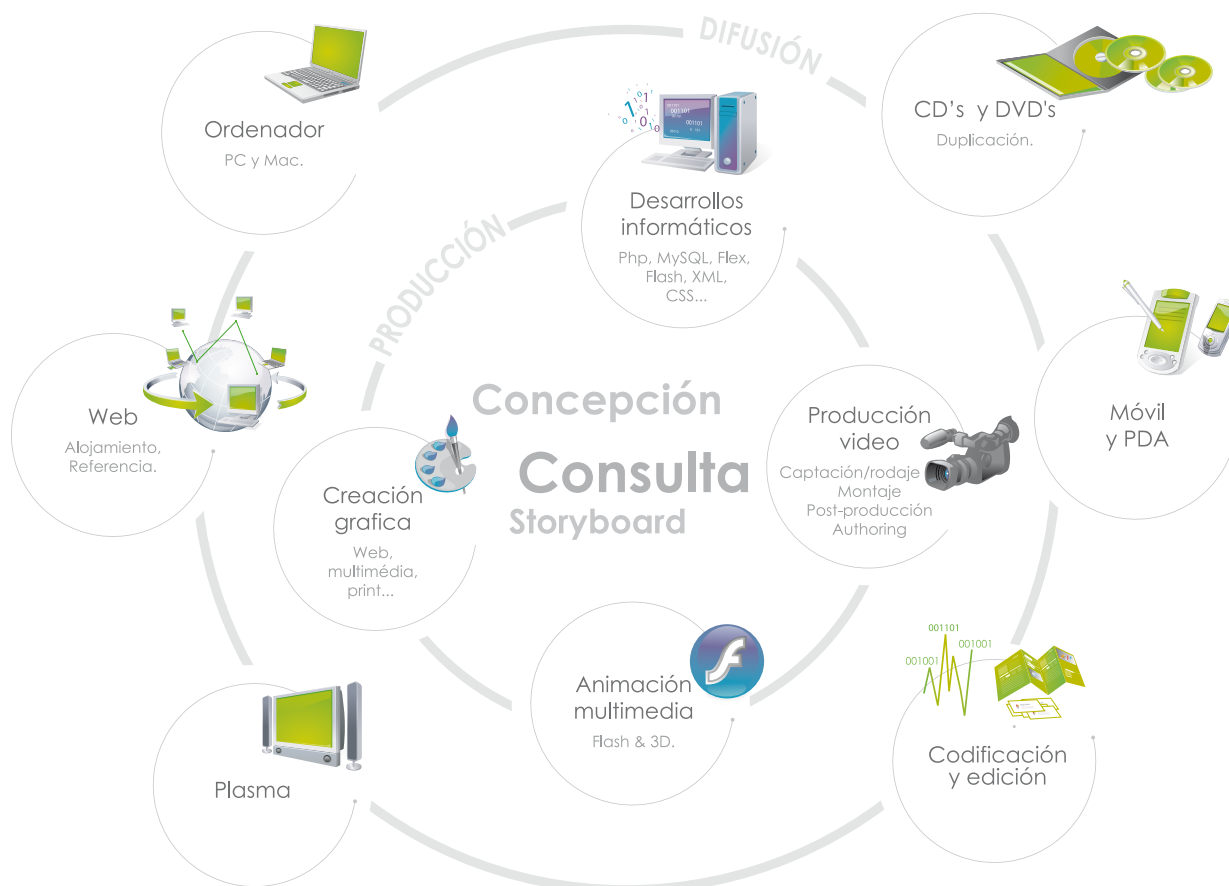 DIFUSIÓN
Ordenador
PC y Mac.
CD's y DVD's
Duplicación.
Desarrollos
informáticos
Php, MySQL, Flex,
Flash, XML,
CSS...
PRODUCCIÓN
Web
Alojamiento,
Referencia.
Concepción
Consulta
Storyboard
Producción
video
Captación/rodaje
Montaje
Post-producción
Authoring
Móvil
y PDA
Creación
grafica
Web,
multimédia,
print...
Animación
multimedia
Flash & 3D.
001101
001001
001001
Codificación
y edición
Plasma